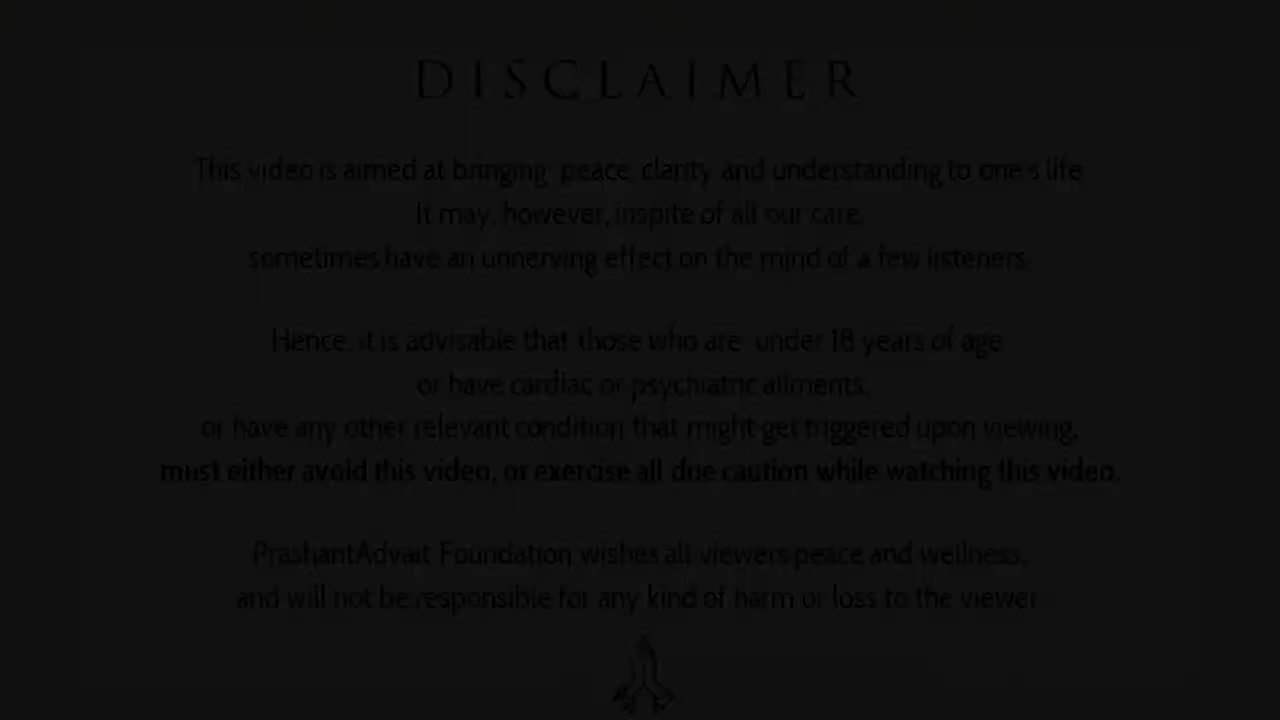 DISCLAIMER
This video is aimed at bringing peace clarity and understanding to one's life
It may, however, inspite of all our care,
sometimes have an unnerving effect on the mind of a few listeners
Hence, it is advisable that those who are under 18 years of age
or have cardiac or psychiatric ailments,
or have any other relevant condition that might get triggered upon viewing,
must either avoid this video, or exercise all due caution while watching this video.
PrashantAdvait Foundation wishes all viewers peace and wellness,
and will not be responsible for any kind of harm or loss to the viewer